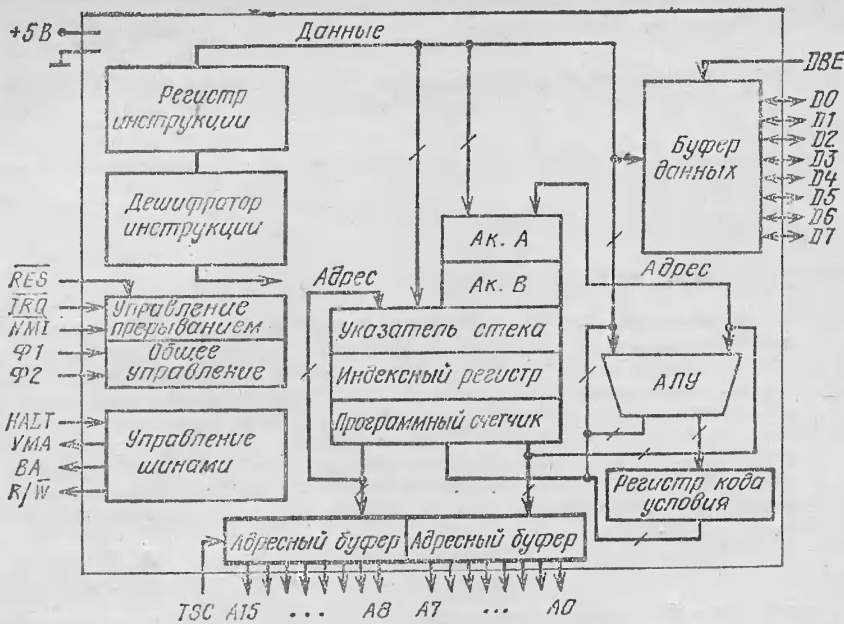 +5В
Данные
DBE
Регистр
инструкции
Буфер
данных
D0
D1
D2
D3
D4
D5
D6
D7
Дешифратор
инструкции
Ак. А
Ак. В
Адрес
Адрес
RES
IRQ
NMI
Ф1
Ф2
Управление
прерыванием
Общее
управление
Указатель стека
Индексный регистр
Программный счетчик
АЛУ
HALT
VMA
BA
R/W̅
Управление
шинами
Регистр кода
условия
Адресный буфер
Адресный буфер
TSC A15 ... A8 A7 ... A0